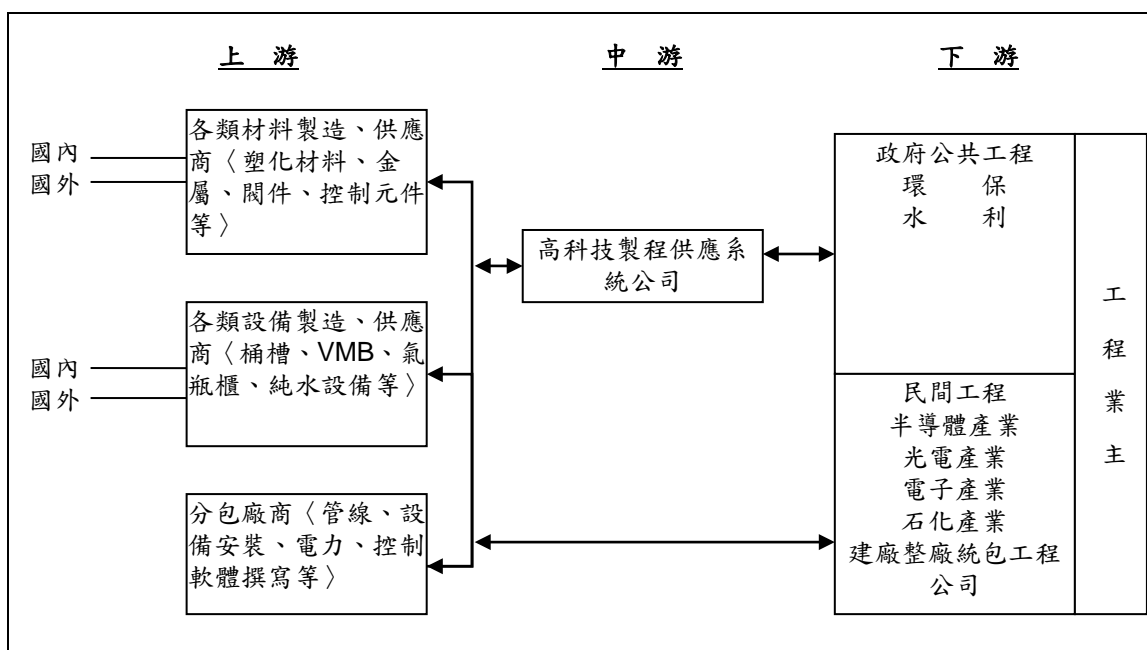 上　游
中　游
下　游
國內
國外
各類材料製造、供應
商〈塑化材料、金
屬、閥件、控制元件
等〉
國內
國外
各類設備製造、供應
商〈桶槽、VMB、氣
瓶櫃、純水設備等〉
分包廠商〈管線、設
備安裝、電力、控制
軟體撰寫等〉
高科技製程供應系
統公司
政府公共工程
環　　保
水　　利
民間工程
半導體產業
光電產業
電子產業
石化產業
建廠整廠統包工程
公司
工
程
業
主